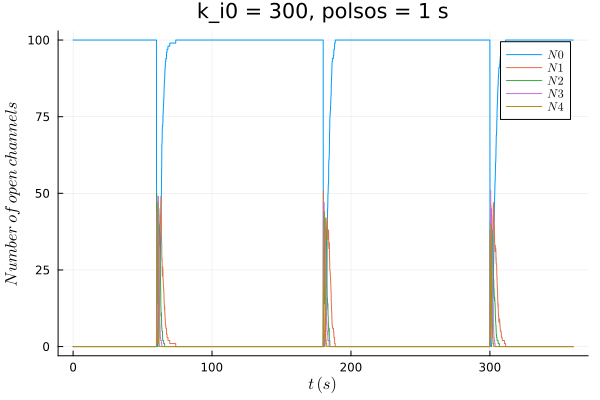 k_i0 = 300, polsos = 1 s
Number of open channels
100
75
50
25
0
N0
N1
N2
N3
N4
0
100
200
300
t (s)